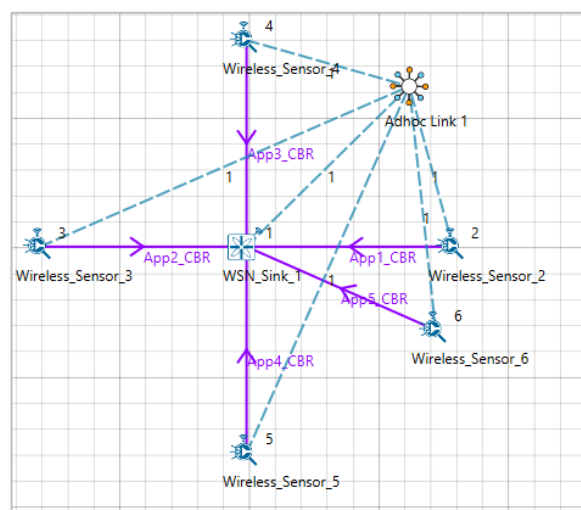 4
Wireless_Sensor_4
1
Adhoc Link 1
App3_CBR
1
1
1
3
1
1
2
App2_CBR
App1_CBR
Wireless_Sensor_3
WSN_Sink_1
Wireless_Sensor_2
1
App5_CBR
6
App4_CBR
Wireless_Sensor_6
5
Wireless_Sensor_5